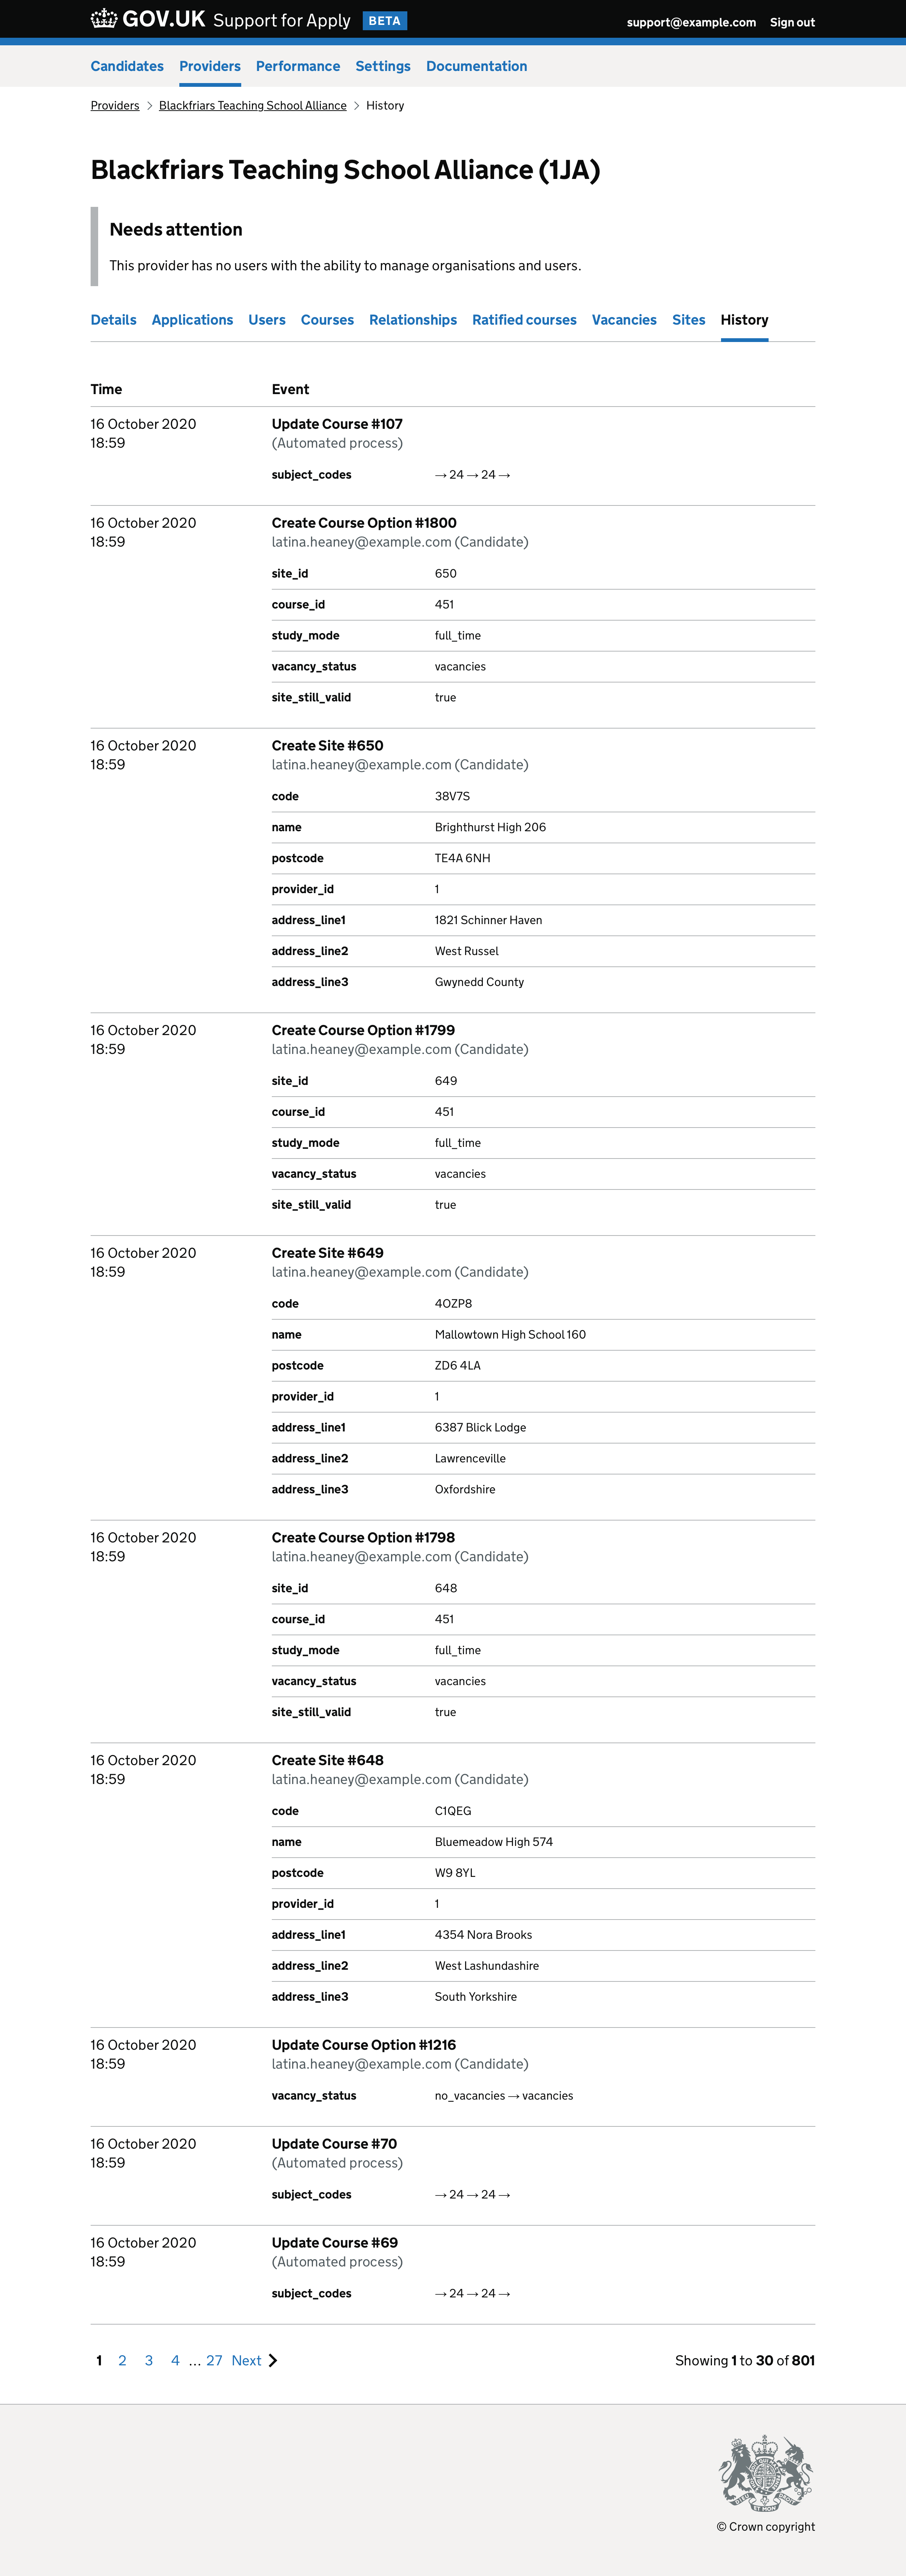 GOV.UK Support for Apply BETA support@example.com Sign out
Candidates Providers Performance Settings Documentation
Providers > Blackfriars Teaching School Alliance > History
Blackfriars Teaching School Alliance (1JA)
Needs attention
This provider has no users with the ability to manage organisations and users.
Details Applications Users Courses Relationships Ratified courses Vacancies Sites History
Time Event
16 October 2020 Update Course #107
18:59 (Automated process)
subject_codes → 24 → 24 →
16 October 2020 Create Course Option #1800
18:59 latina.heaney@example.com (Candidate)
site_id 650
course_id 451
study_mode full_time
vacancy_status vacancies
site_still_valid true
16 October 2020 Create Site #650
18:59 latina.heaney@example.com (Candidate)
code 38V7S
name Brighthurst High 206
postcode TE4A 6NH
provider_id 1
address_line1 1821 Schinner Haven
address_line2 West Russel
address_line3 Gwynedd County
16 October 2020 Create Course Option #1799
18:59 latina.heaney@example.com (Candidate)
site_id 649
course_id 451
study_mode full_time
vacancy_status vacancies
site_still_valid true
16 October 2020 Create Site #649
18:59 latina.heaney@example.com (Candidate)
code 4OZP8
name Mallowtown High School 160
postcode ZD6 4LA
provider_id 1
address_line1 6387 Blick Lodge
address_line2 Lawrenceville
address_line3 Oxfordshire
16 October 2020 Create Course Option #1798
18:59 latina.heaney@example.com (Candidate)
site_id 648
course_id 451
study_mode full_time
vacancy_status vacancies
site_still_valid true
16 October 2020 Create Site #648
18:59 latina.heaney@example.com (Candidate)
code C1QEG
name Bluemeadow High 574
postcode W9 8YL
provider_id 1
address_line1 4354 Nora Brooks
address_line2 West Lashundashire
address_line3 South Yorkshire
16 October 2020 Update Course Option #1216
18:59 latina.heaney@example.com (Candidate)
vacancy_status no_vacancies → vacancies
16 October 2020 Update Course #70
18:59 (Automated process)
subject_codes → 24 → 24 →
16 October 2020 Update Course #69
18:59 (Automated process)
subject_codes → 24 → 24 →
1 2 3 4 … 27 Next Showing 1 to 30 of 801
© Crown copyright